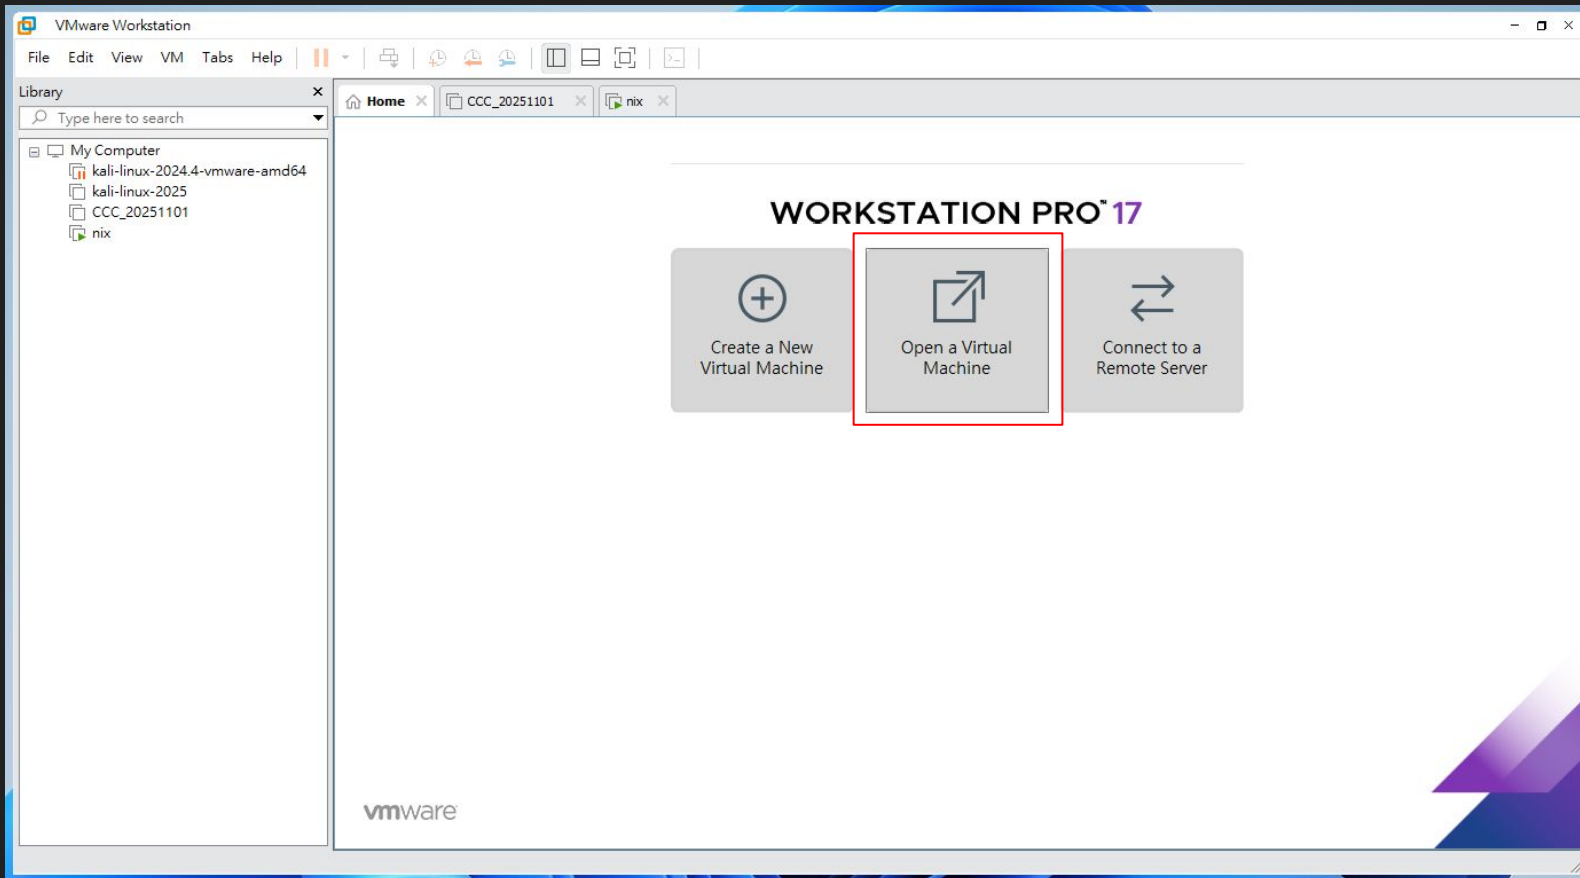 VMware Workstation
File Edit View VM Tabs Help
Library
Type here to search
My Computer
kali-linux-2024.4-vmware-amd64
kali-linux-2025
CCC_20251101
nix
Home CCC_20251101 nix
WORKSTATION PRO™ 17
Create a New
Virtual Machine
Open a Virtual
Machine
Connect to a
Remote Server
vmware